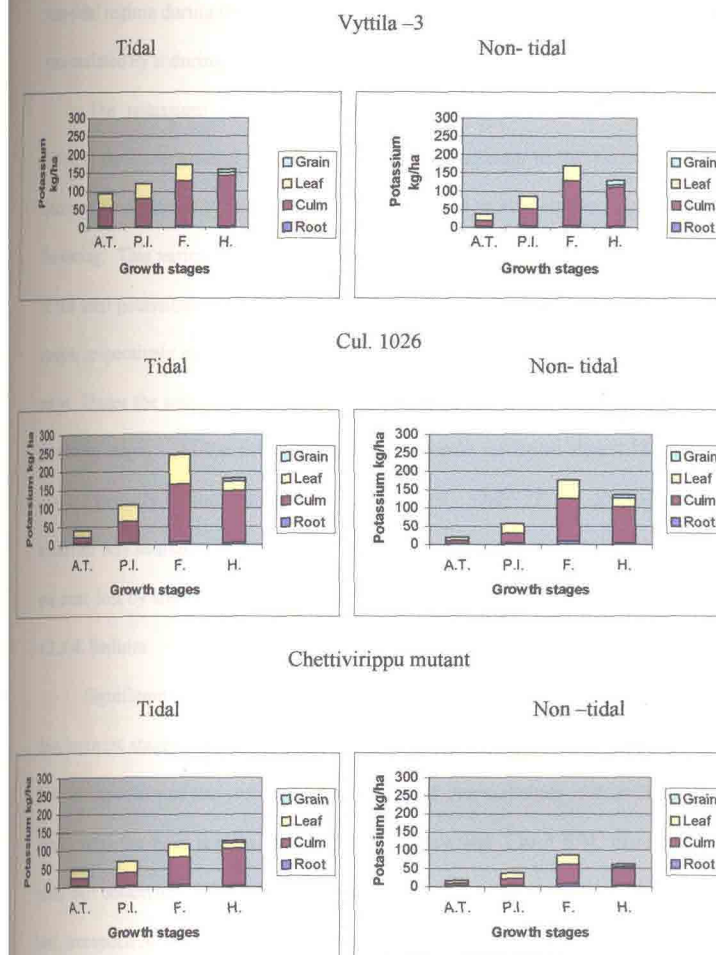 Vyttila –3
Tidal
Non- tidal
Potassium kg/ha
300
250
200
150
100
50
0
A.T. P.I. F. H.
Growth stages
Grain
Leaf
Culm
Root
Potassium kg/ha
300
250
200
150
100
50
0
A.T. P.I. F. H.
Growth stages
Grain
Leaf
Culm
Root
Cul. 1026
Tidal
Non- tidal
Potassium kg/ ha
300
250
200
150
100
50
0
A.T. P.I. F. H.
Growth stages
Grain
Leaf
Culm
Root
Potassium kg/ha
300
250
200
150
100
50
0
A.T. P.I. F. H.
Growth stages
Grain
Leaf
Culm
Root
Chettivirippu mutant
Tidal
Non –tidal
Potassium kg/ha
300
250
200
150
100
50
0
A.T. P.I. F. H.
Growth stages
Grain
Leaf
Culm
Root
Potassium kg/ha
300
250
200
150
100
50
0
A.T. P.I. F. H.
Growth stages
Grain
Leaf
Culm
Root